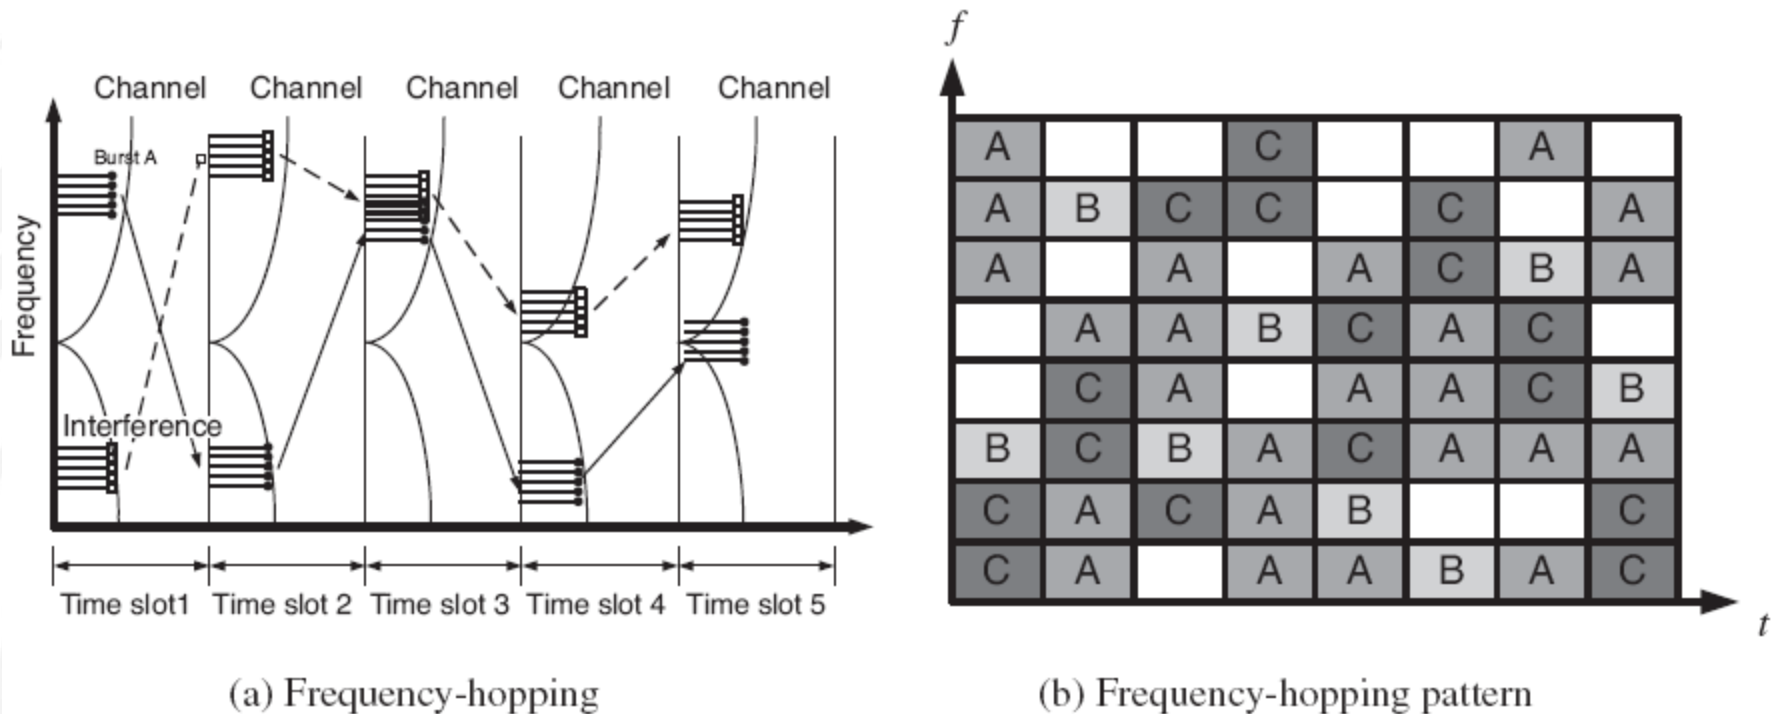 Channel Channel Channel Channel Channel
Burst A
Frequency
Interference
Time slot1 Time slot 2 Time slot 3 Time slot 4 Time slot 5
(a) Frequency-hopping
f
A C A
A B C C C A
A A A C B A
A A B C A C
C A A A C B
B C B A C A A A
C A C A B C
C A A A B A C
t
(b) Frequency-hopping pattern